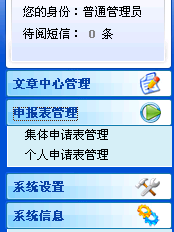 您的身份：普通管理员
待阅短信： 0 条
文章中心管理
申报表管理
集体申请表管理
个人申请表管理
系统设置
系统信息